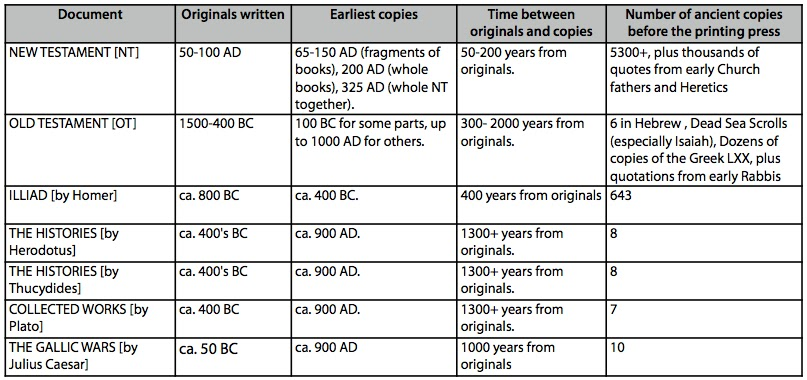 Document Originals written Earliest copies Time between originals and copies Number of ancient copies before the printing press
NEW TESTAMENT [NT] 50-100 AD 65-150 AD (fragments of books), 200 AD (whole books), 325 AD (whole NT together). 50-200 years from originals. 5300+, plus thousands of quotes from early Church fathers and Heretics
OLD TESTAMENT [OT] 1500-400 BC 100 BC for some parts, up to 1000 AD for others. 300- 2000 years from originals. 6 in Hebrew , Dead Sea Scrolls (especially Isaiah), Dozens of copies of the Greek LXX, plus quotations from early Rabbis
ILLIAD [by Homer] ca. 800 BC ca. 400 BC. 400 years from originals 643
THE HISTORIES [by Herodotus] ca. 400's BC ca. 900 AD. 1300+ years from originals. 8
THE HISTORIES [by Thucydides] ca. 400's BC ca. 900 AD. 1300+ years from originals. 8
COLLECTED WORKS [by Plato] ca. 400 BC ca. 900 AD. 1300+ years from originals. 7
THE GALLIC WARS [by Julius Caesar] ca. 50 BC ca. 900 AD 1000 years from originals 10